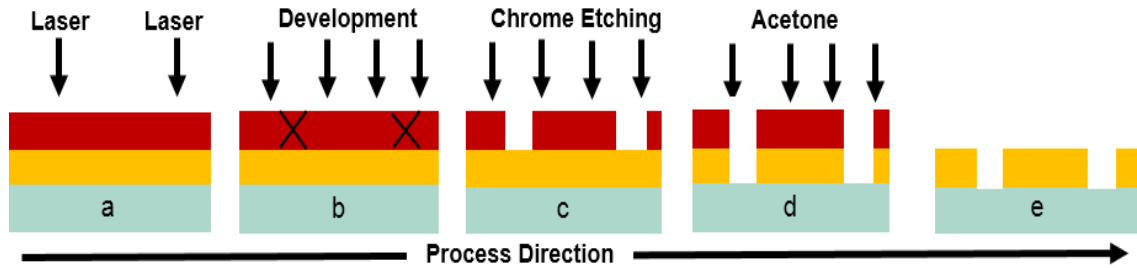 Laser Laser Development Chrome Etching Acetone
a b c d e
Process Direction